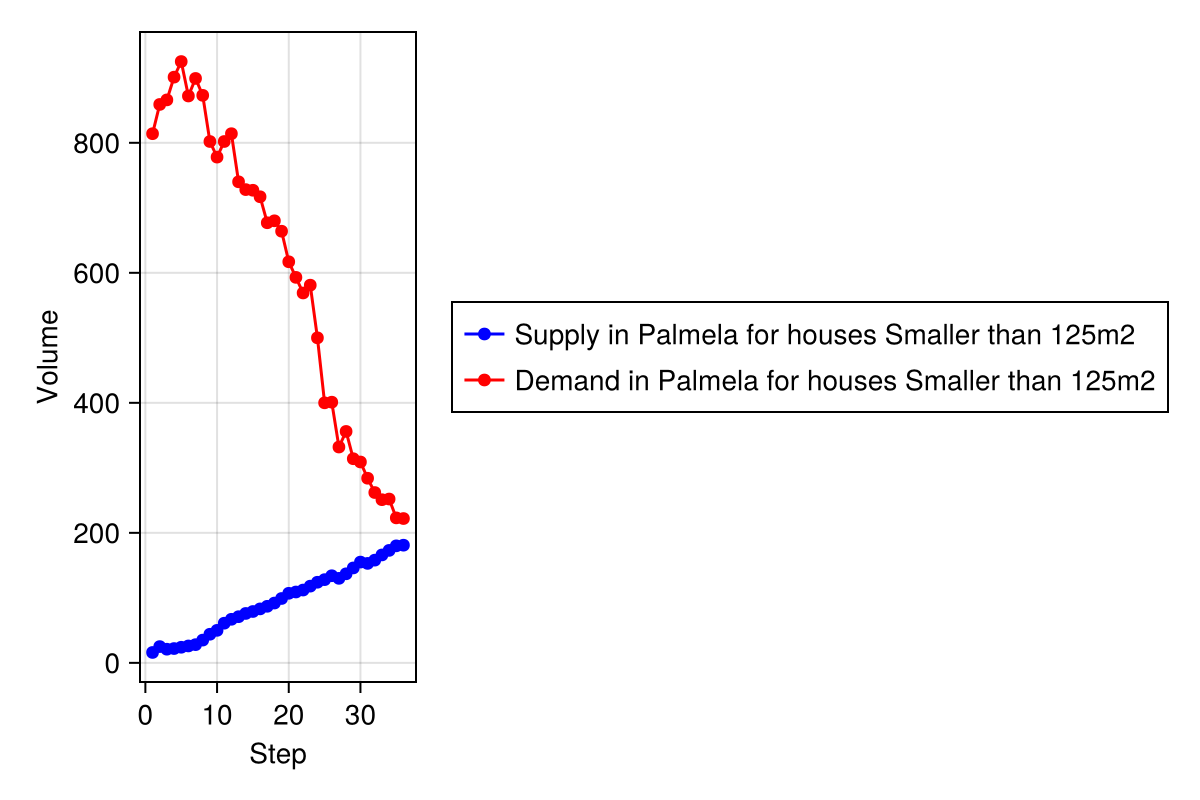 Volume
800
600
400
200
0
0 10 20 30
Step
Supply in Palmela for houses Smaller than 125m2
Demand in Palmela for houses Smaller than 125m2